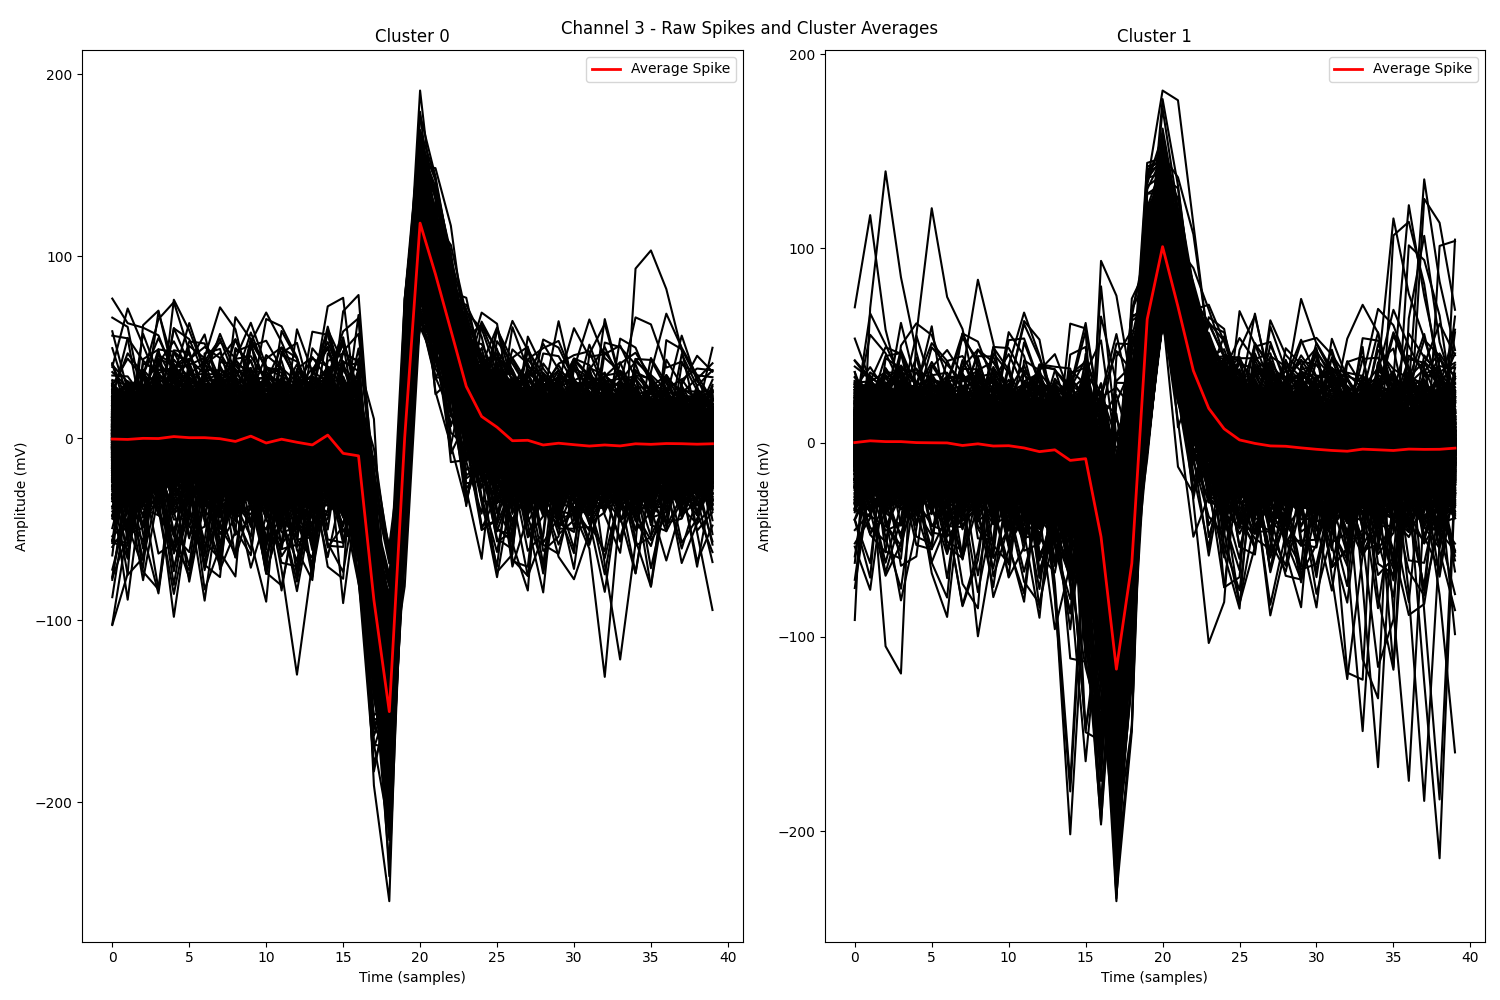 Channel 3 - Raw Spikes and Cluster Averages
Cluster 0
Average Spike
200
100
0
−100
−200
Amplitude (mV)
0 5 10 15 20 25 30 35 40
Time (samples)
Cluster 1
Average Spike
200
100
0
−100
−200
Amplitude (mV)
0 5 10 15 20 25 30 35 40
Time (samples)